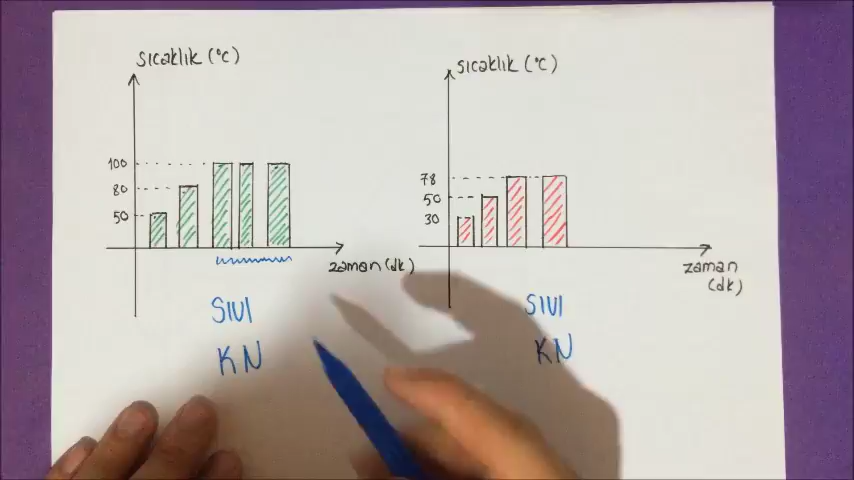 Sıcaklık (°C)
100
80
50
zaman (dk)
SIVI
KN
Sıcaklık (°C)
78
50
30
zaman
(dk)
SIVI
KN